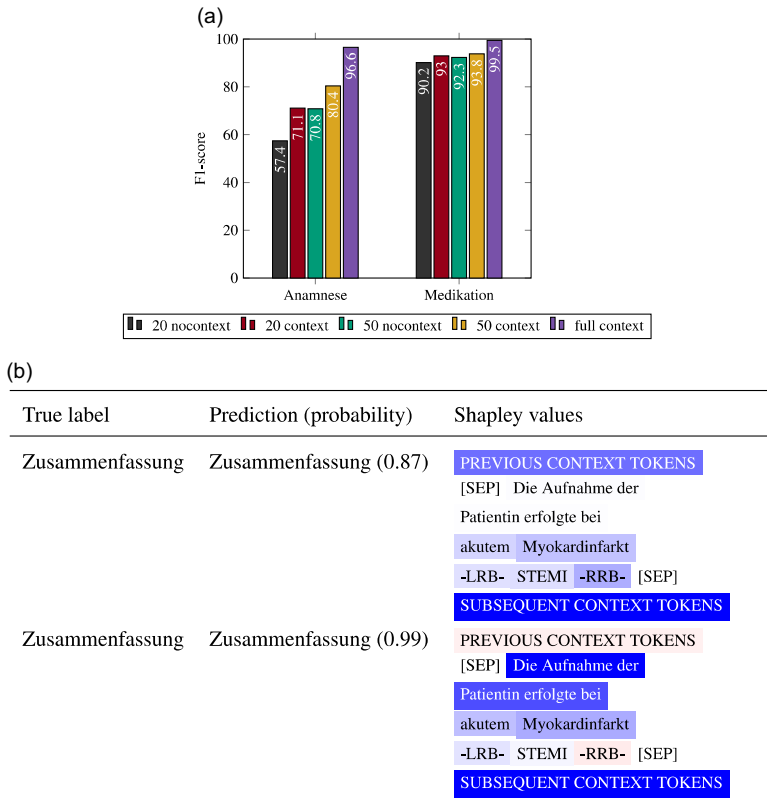 (a)
100
80
60
40
20
0
F1-score
57.4
71.1
70.8
80.4
96.6
90.2
93
92.3
93.8
99.5
Anamnese Medikation
20 nocontext 20 context 50 nocontext 50 context full context
(b)
True label Prediction (probability) Shapley values
Zusammenfassung Zusammenfassung (0.87) PREVIOUS CONTEXT TOKENS
[SEP] Die Aufnahme der
Patientin erfolgte bei
akutem Myokardinfarkt
-LRB- STEMI -RRB- [SEP]
SUBSEQUENT CONTEXT TOKENS
Zusammenfassung Zusammenfassung (0.99) PREVIOUS CONTEXT TOKENS
[SEP] Die Aufnahme der
Patientin erfolgte bei
akutem Myokardinfarkt
-LRB- STEMI -RRB- [SEP]
SUBSEQUENT CONTEXT TOKENS